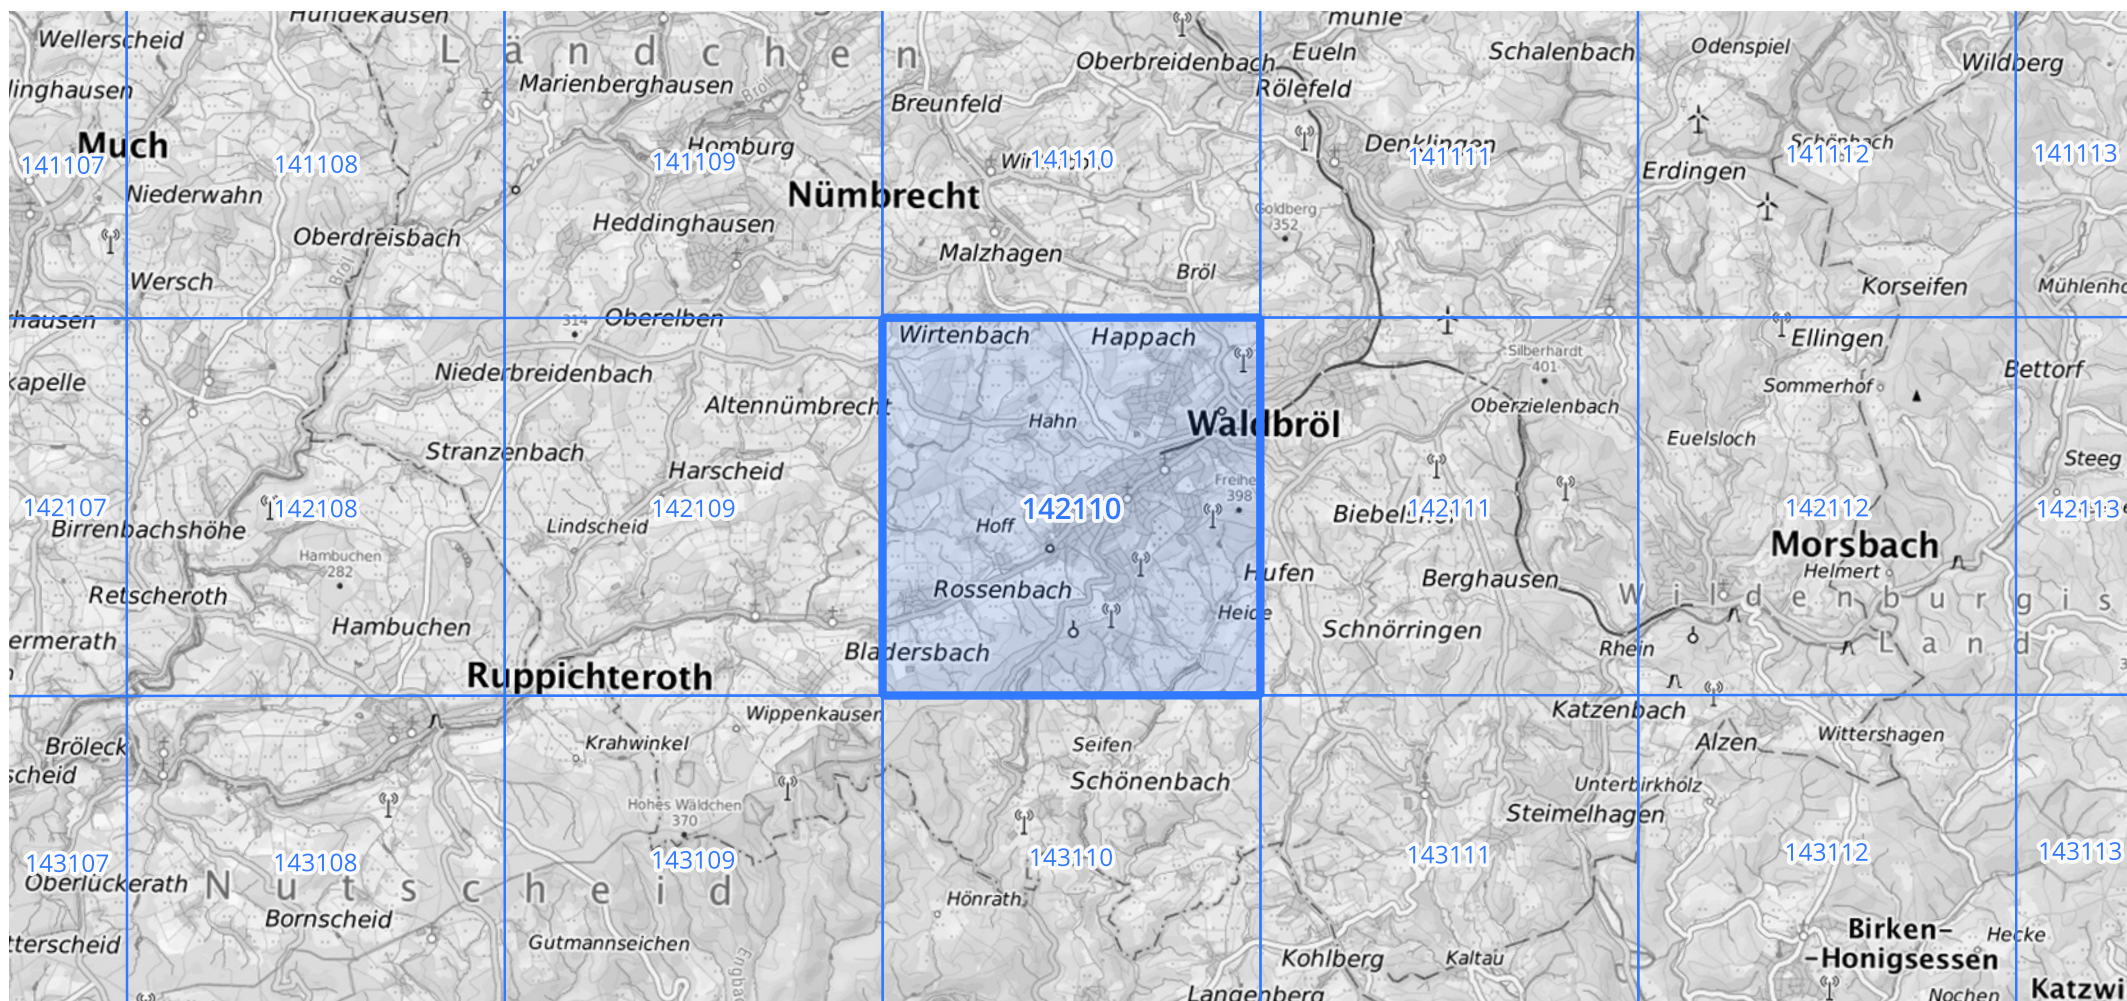 Hundekausen
Wellerscheid
linghausen
Much
141107
141108
Niederwahn
Oberdreisbach
Bröl
Wersch
Ländchen
Marienberghausen
Bröl
Homburg
141109
Nümbrecht
Heddinghausen
Oberbreidenbach
Breunfeld
141110
Malzhagen
Bröl
mühle
Eueln
Schalenbach
Rölefeld
Denklingen
141111
Goldberg
352
Odenspiel
Wildberg
Schönbach
141112
Erdingen
141113
Korseifen
Mühlenho
hausen
kapelle
314
Oberelben
Niederbreidenbach
Altennümbrecht
Stranzenbach
Harscheid
142107
142108
142109
Birrenbachshöhe
Lindscheid
Hambuchen
282
Retscheroth
Hambuchen
ermerath
Ruppichteroth
Wirtenbach
Happach
Hahn
Waldbröl
Freihe
398
142110
Hoff
Rossenbach
Hufen
Heide
Bladersbach
Silberhardt
401
Oberzielenbach
142111
Berghausen
Schnörringen
Rhein
Ellingen
Sommerhof
Bettorf
Euelsloch
Steeg
142112
142113
Morsbach
Helmert
Wildenburgis
Land
Bröleck
scheid
143107
143108
Oberlückerath
Nutscheid
Bornscheid
tterscheid
Wippenkausen
Krahwinkel
Hohes Wäldchen
370
143109
Gutmannseichen
Engba
Seifen
Schönenbach
143110
Hönrath
Langenberg
Katzenbach
Unterbirkholz
Steimelhagen
143111
Kohlberg
Kaltau
Alzen
Wittershagen
143112
143113
Birken-
-Honigsessen
Hecke
Nochen
Katzwi